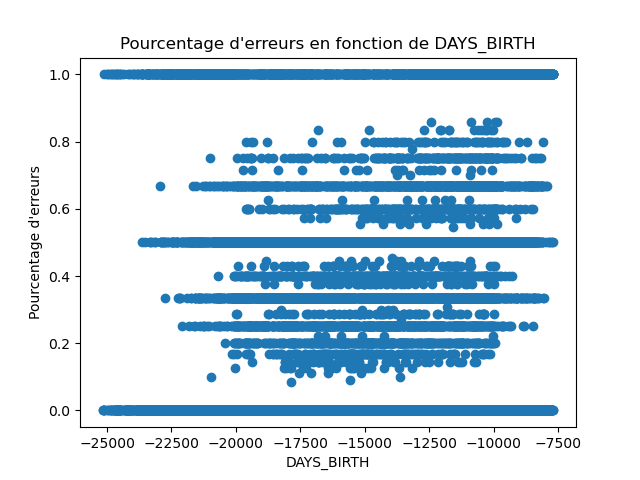 Pourcentage d'erreurs en fonction de DAYS_BIRTH
1.0
0.8
0.6
0.4
0.2
0.0
Pourcentage d'erreurs
−25000 −22500 −20000 −17500 −15000 −12500 −10000 −7500
DAYS_BIRTH